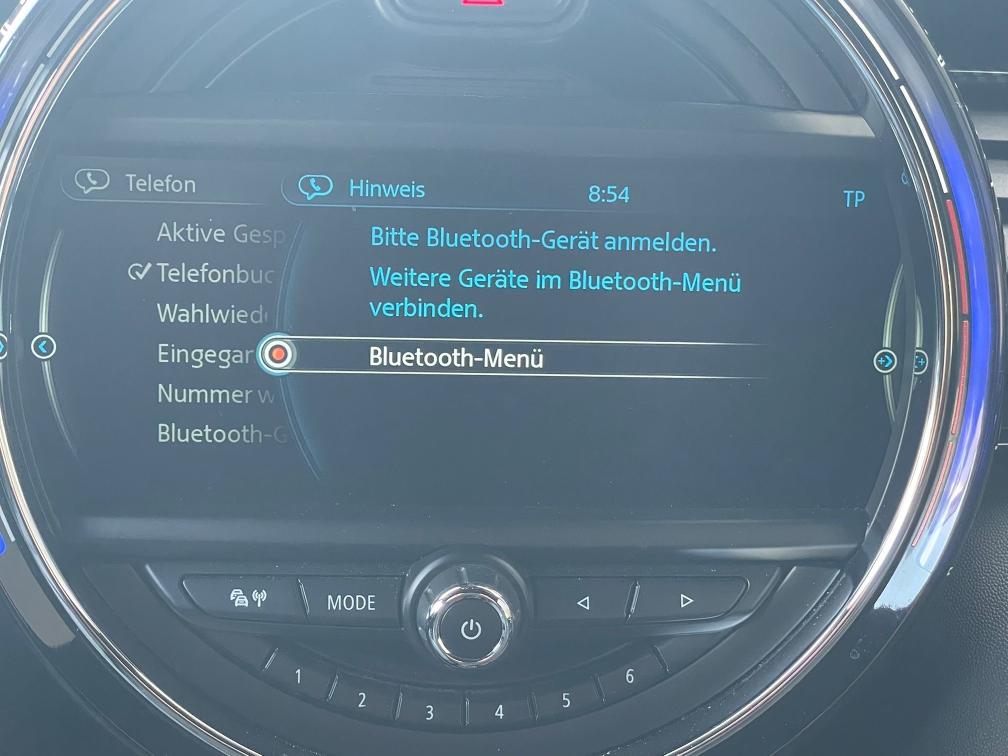 Telefon
Aktive Gesp
Telefonbuc
Wahlwied
Eingegan
Nummer w
Bluetooth-G
Hinweis
8:54
TP
Bitte Bluetooth-Gerät anmelden.
Weitere Geräte im Bluetooth-Menü
verbinden.
Bluetooth-Menü
MODE
1
2
3
4
5
6